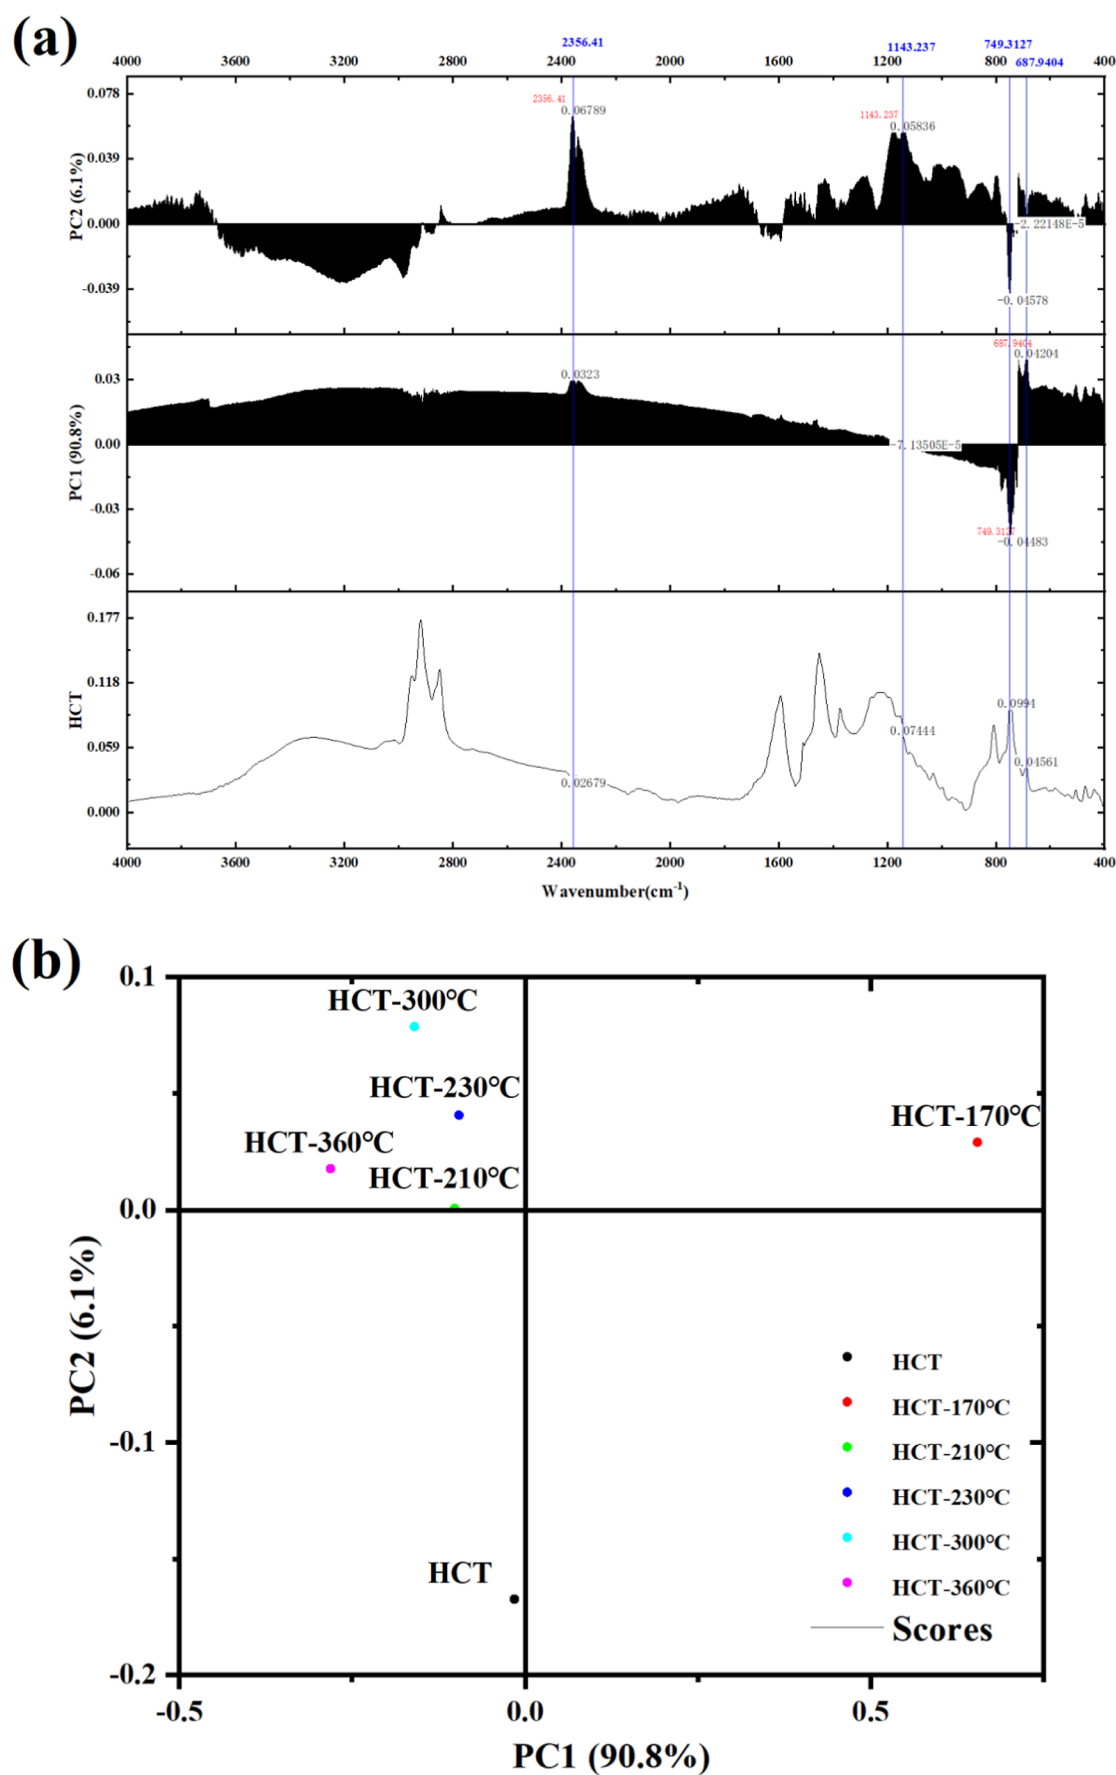 (a)
2356.41 1143.237 749.3127
687.9404
4000 3600 3200 2800 2400 2000 1600 1200 800 400
0.078
0.039
0.000
-0.039
PC2 (6.1%)
2356.41
0.06789
1143.237
0.05836
-2.22148E-5
-0.04578
0.03
0.00
-0.03
-0.06
PC1 (90.8%)
0.0323
-7.13505E-5
687.9404
0.04204
749.3127
-0.04483
0.177
0.118
0.059
0.000
HCT
0.02679
0.07444
0.0994
0.04561
4000 3600 3200 2800 2400 2000 1600 1200 800 400
Wavenumber(cm⁻¹)
(b)
0.1
0.0
-0.1
-0.2
PC2 (6.1%)
HCT-300℃
HCT-230℃
HCT-170℃
HCT-360℃
HCT-210℃
HCT
HCT
HCT-170℃
HCT-210℃
HCT-230℃
HCT-300℃
HCT-360℃
Scores
-0.5 0.0 0.5
PC1 (90.8%)